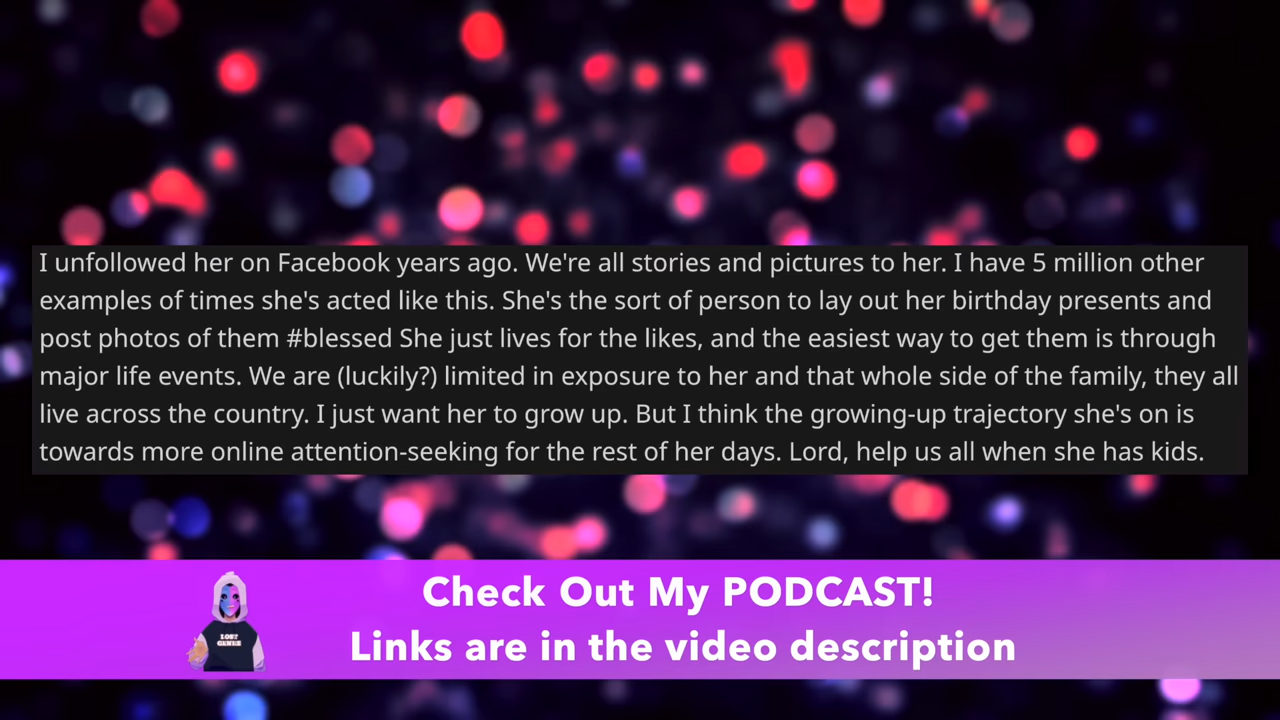 I unfollowed her on Facebook years ago. We're all stories and pictures to her. I have 5 million other
examples of times she's acted like this. She's the sort of person to lay out her birthday presents and
post photos of them #blessed She just lives for the likes, and the easiest way to get them is through
major life events. We are (luckily?) limited in exposure to her and that whole side of the family, they all
live across the country. I just want her to grow up. But I think the growing-up trajectory she's on is
towards more online attention-seeking for the rest of her days. Lord, help us all when she has kids.
Check Out My PODCAST!
LOST
GENRE
Links are in the video description